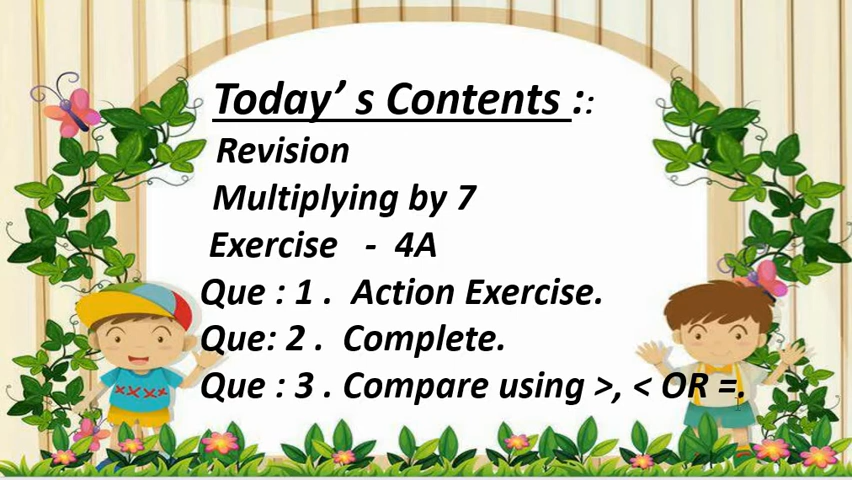 Today’ s Contents ::
Revision
Multiplying by 7
Exercise - 4A
Que : 1 . Action Exercise.
Que: 2 . Complete.
Que : 3 . Compare using >, < OR =.